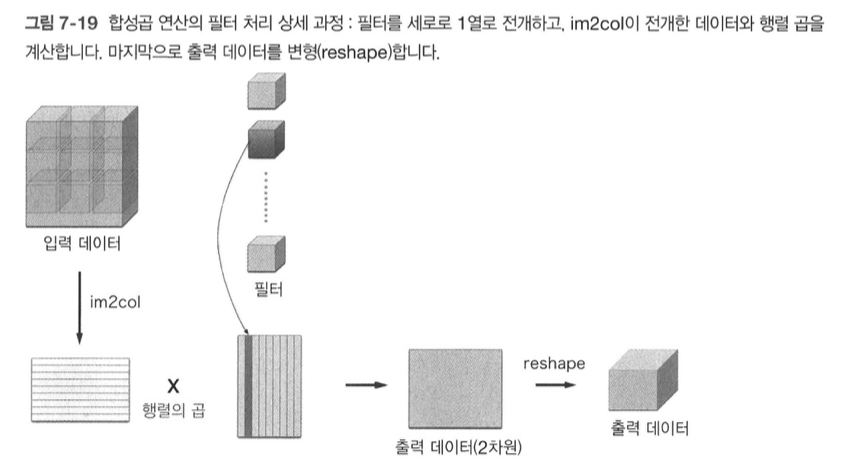 그림 7-19 합성곱 연산의 필터 처리 상세 과정 : 필터를 세로로 1열로 전개하고, im2col이 전개한 데이터와 행렬 곱을
계산합니다. 마지막으로 출력 데이터를 변형(reshape)합니다.
입력 데이터
필터
im2col
X
행렬의 곱
reshape
출력 데이터(2차원)
출력 데이터